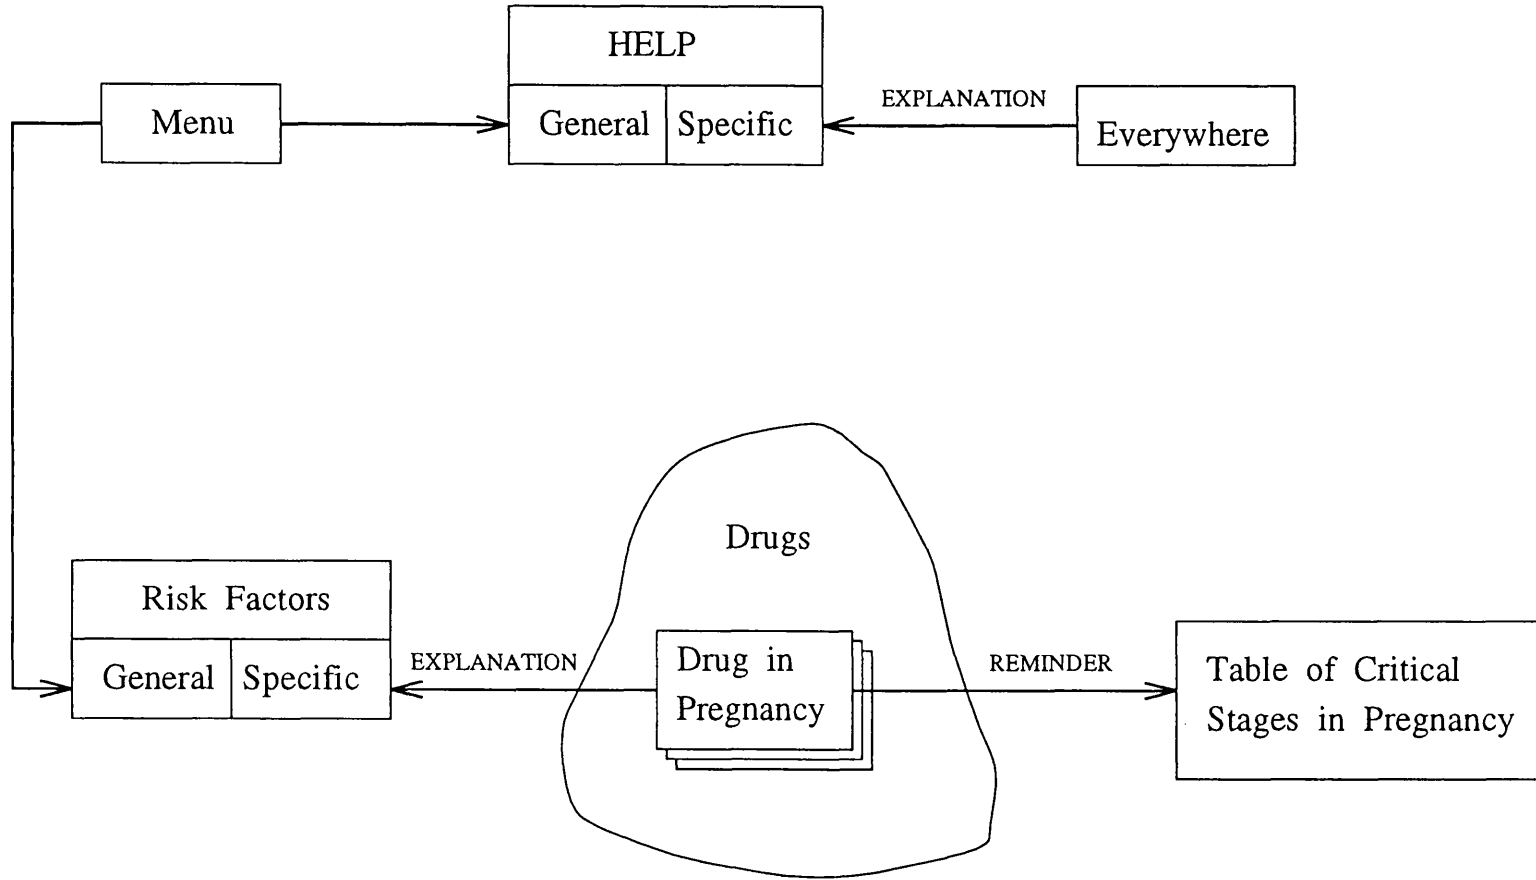 HELP
Menu
General
Specific
EXPLANATION
Everywhere
Drugs
Risk Factors
General
Specific
EXPLANATION
Drug in
Pregnancy
REMINDER
Table of Critical
Stages in Pregnancy